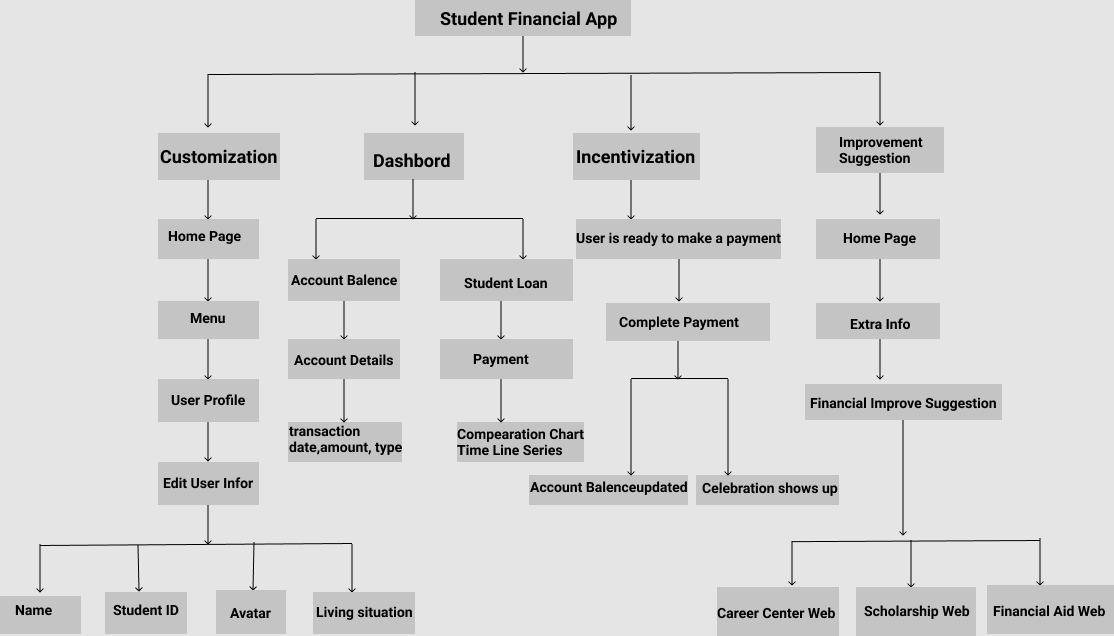 Student Financial App
Customization
Dashbord
Incentivization
Improvement
Suggestion
Home Page
User is ready to make a payment
Home Page
Account Balence
Student Loan
Menu
Complete Payment
Extra Info
Account Details
Payment
User Profile
Financial Improve Suggestion
transaction
date,amount, type
Compearation Chart
Time Line Series
Edit User Infor
Account Balenceupdated
Celebration shows up
Name
Student ID
Avatar
Living situation
Career Center Web
Scholarship Web
Financial Aid Web